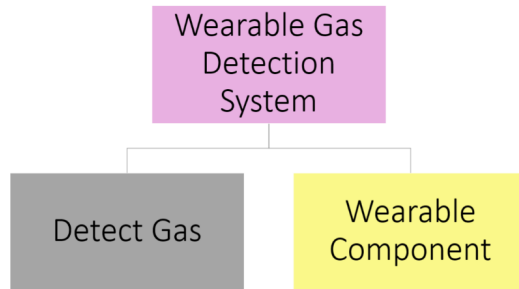 Wearable Gas
Detection
System
Detect Gas
Wearable
Component